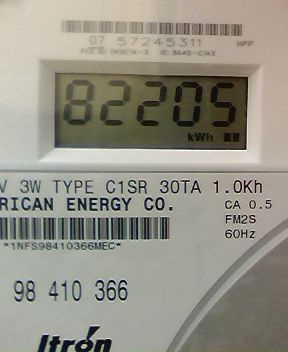 07 57245311
82205
kWh
V 3W TYPE C1SR 30TA 1.0Kh
RICAN ENERGY CO.
CA 0.5
FM2S
60Hz
*1NFS98410366MEC*
98 410 366
Itron